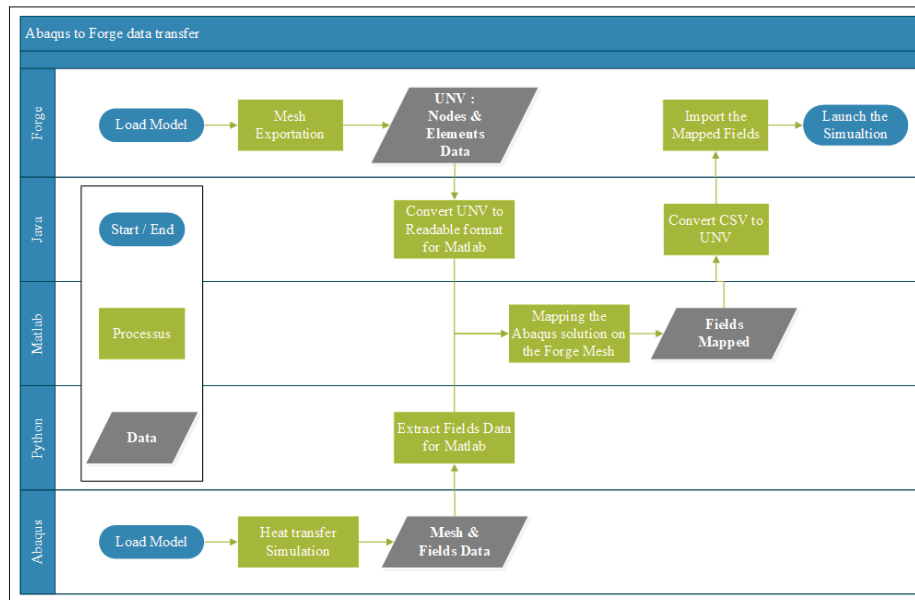 Abaqus to Forge data transfer
Forge
Load Model
Mesh
Exportation
UNV :
Nodes &
Elements
Data
Import the
Mapped Fields
Launch the
Simualtion
Java
Start / End
Convert UNV to
Readable format
for Matlab
Convert CSV to
UNV
Matlab
Processus
Mapping the
Abaqus solution on
the Forge Mesh
Fields
Mapped
Python
Data
Extract Fields Data
for Matlab
Abaqus
Load Model
Heat transfer
Simulation
Mesh &
Fields Data